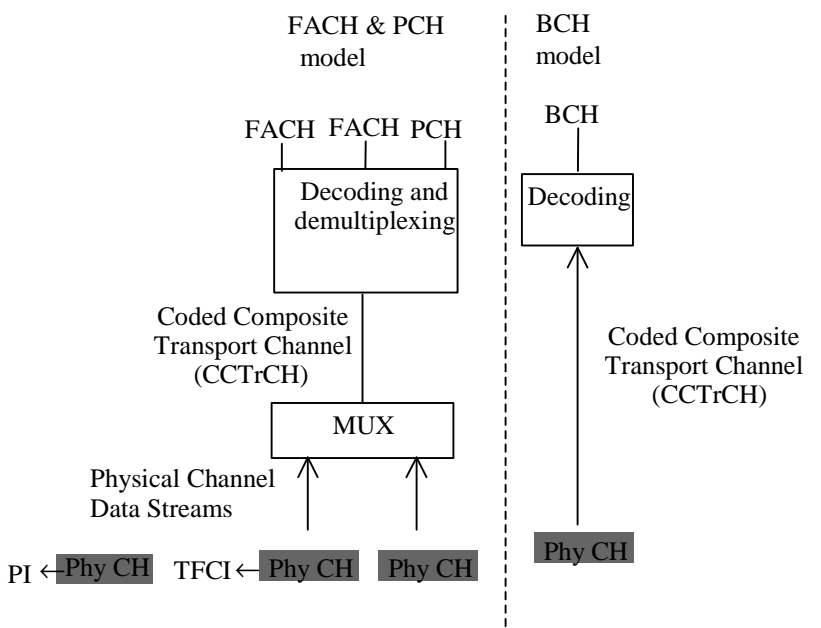 FACH & PCH
model
BCH
model
FACH FACH PCH
BCH
Decoding and
demultiplexing
Decoding
Coded Composite
Transport Channel
(CCTrCH)
Coded Composite
Transport Channel
(CCTrCH)
MUX
Physical Channel
Data Streams
PI ← Phy CH TFCI ← Phy CH Phy CH
Phy CH